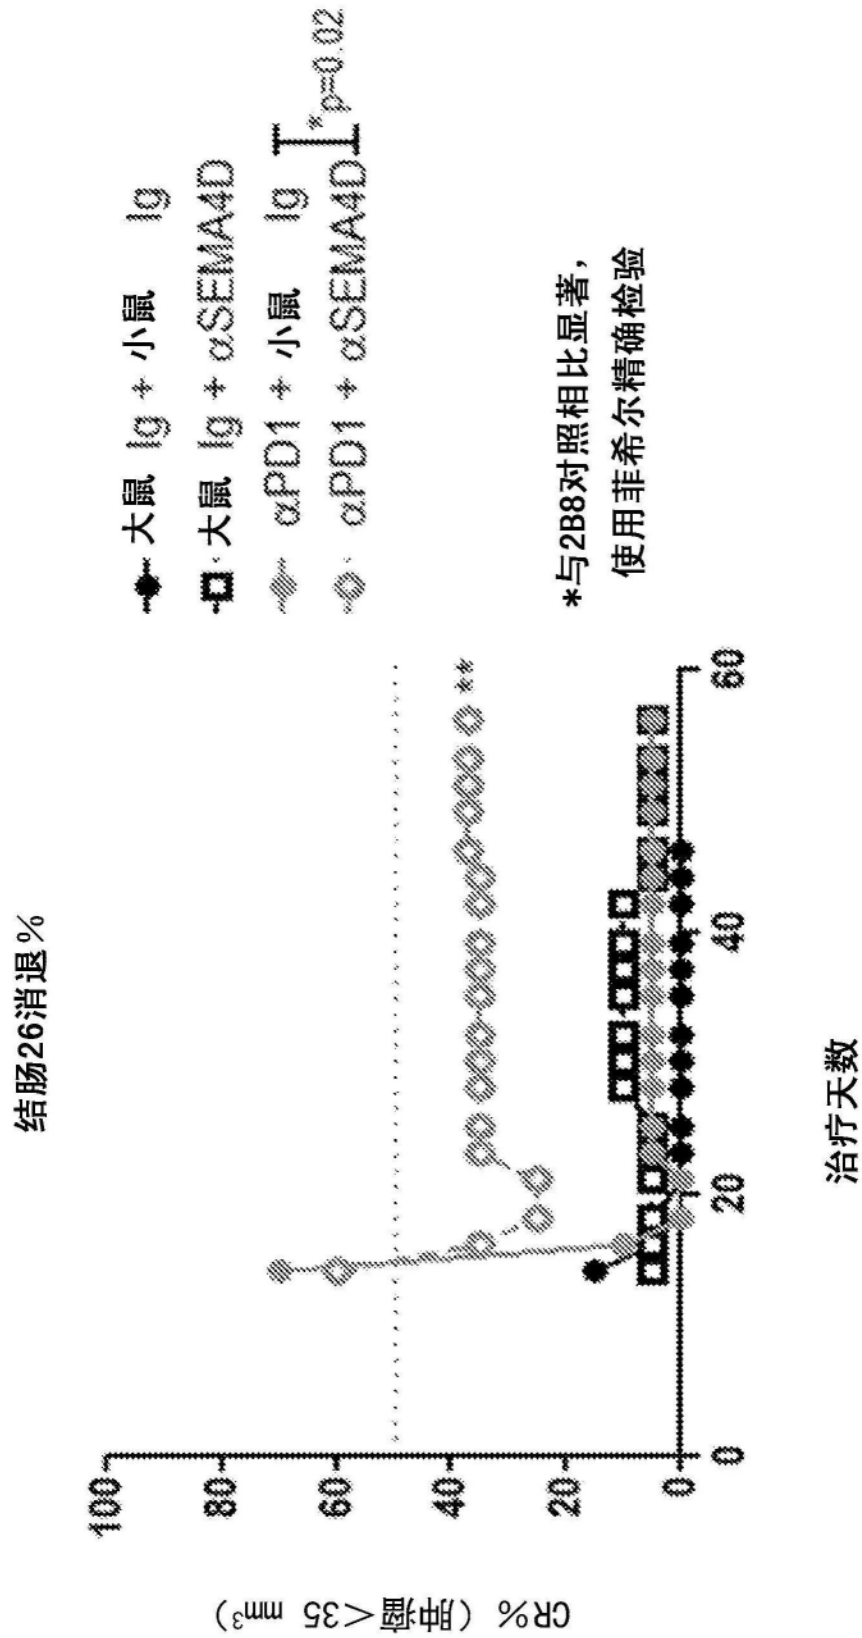 结肠26消退%
CR%（肿瘤＜35 mm³）
100
80
60
40
20
0
0
20
40
60
**
治疗天数
大鼠 Ig + 小鼠 Ig
大鼠 Ig + αSEMA4D
αPD1 + 小鼠 Ig
αPD1 + αSEMA4D
*p=0.02
*与2B8对照相比显著，
使用菲希尔精确检验